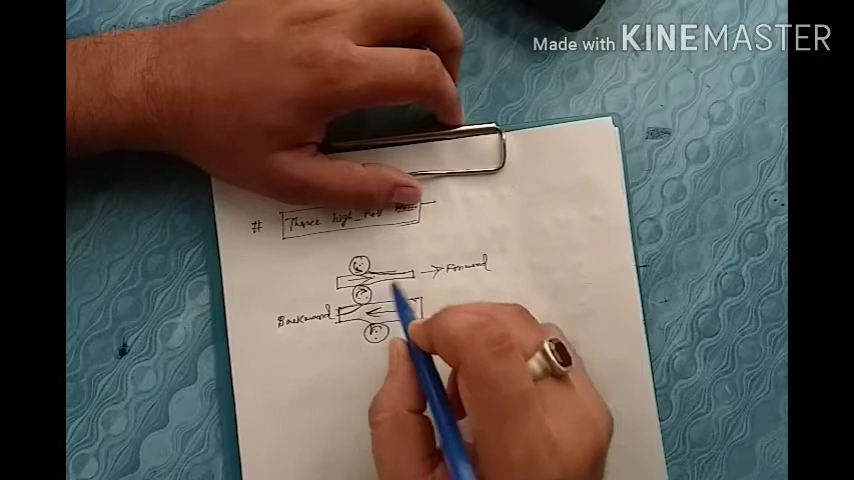 Made with KINEMASTER
# Three high_Roll
→ Forward
Backward